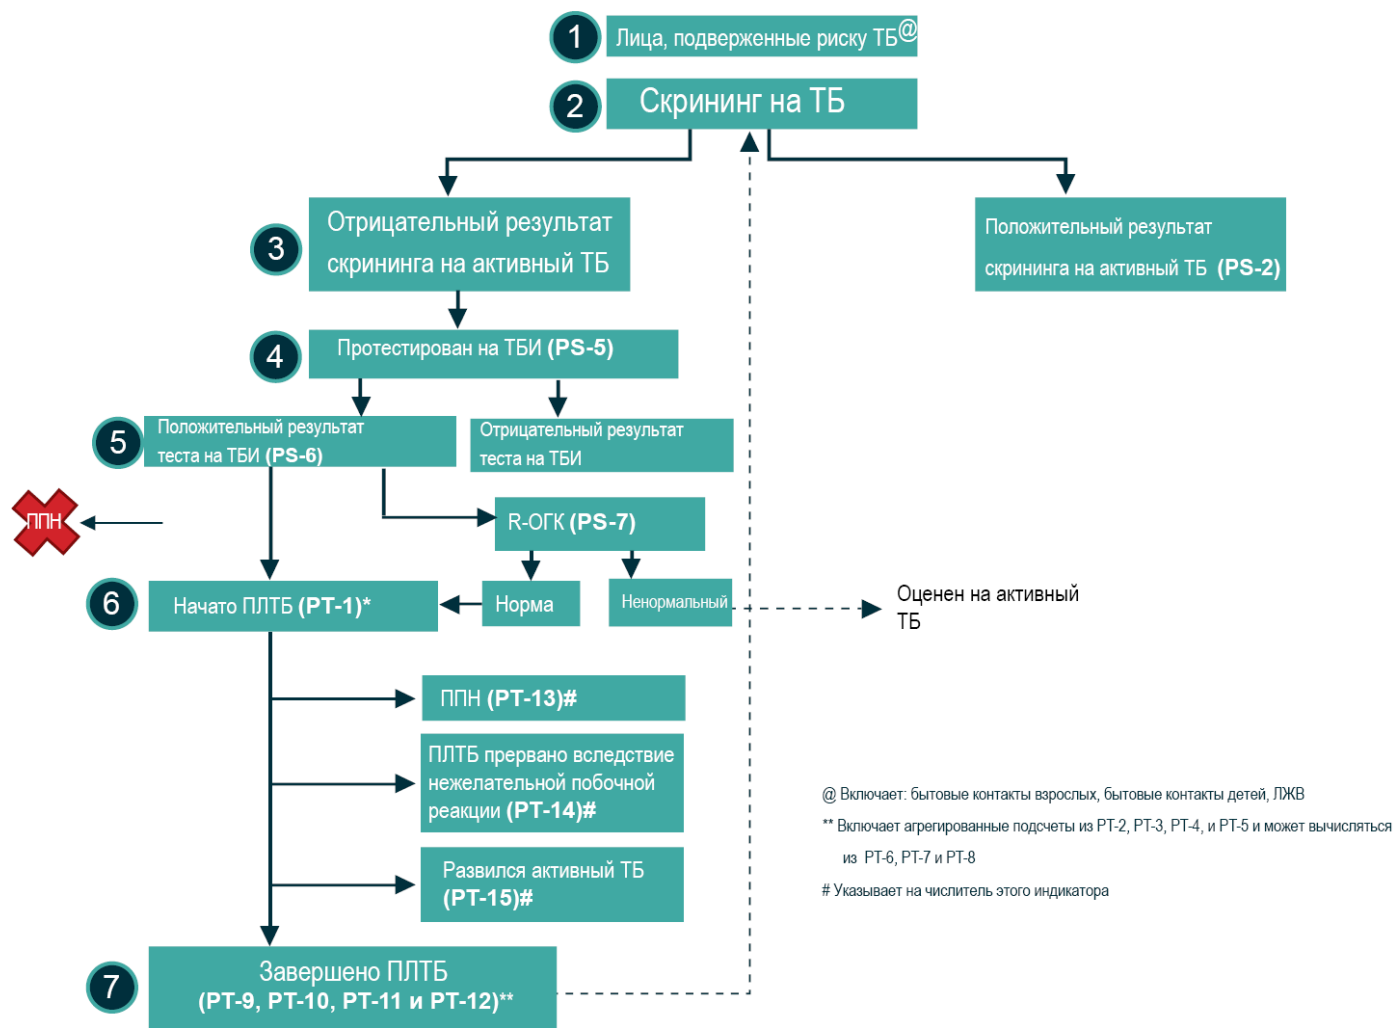 1
Лица, подверженные риску ТБ@
2
Скрининг на ТБ
3
Отрицательный результат
скрининга на активный ТБ
Положительный результат
скрининга на активный ТБ (PS-2)
4
Протестирован на ТБИ (PS-5)
5
Положительный результат
теста на ТБИ (PS-6)
Отрицательный результат
теста на ТБИ
ППН
R-ОГК (PS-7)
6
Начато ПЛТБ (PT-1)*
Норма
Ненормальный
Оценен на активный
ТБ
ППН (PT-13)#
ПЛТБ прервано вследствие
нежелательной побочной
реакции (PT-14)#
Развился активный ТБ
(PT-15)#
7
Завершено ПЛТБ
(PT-9, PT-10, PT-11 и PT-12)**
@ Включает: бытовые контакты взрослых, бытовые контакты детей, ЛЖВ
** Включает агрегированные подсчеты из PT-2, PT-3, PT-4, и PT-5 и может вычисляться
из PT-6, PT-7 и PT-8
# Указывает на числитель этого индикатора